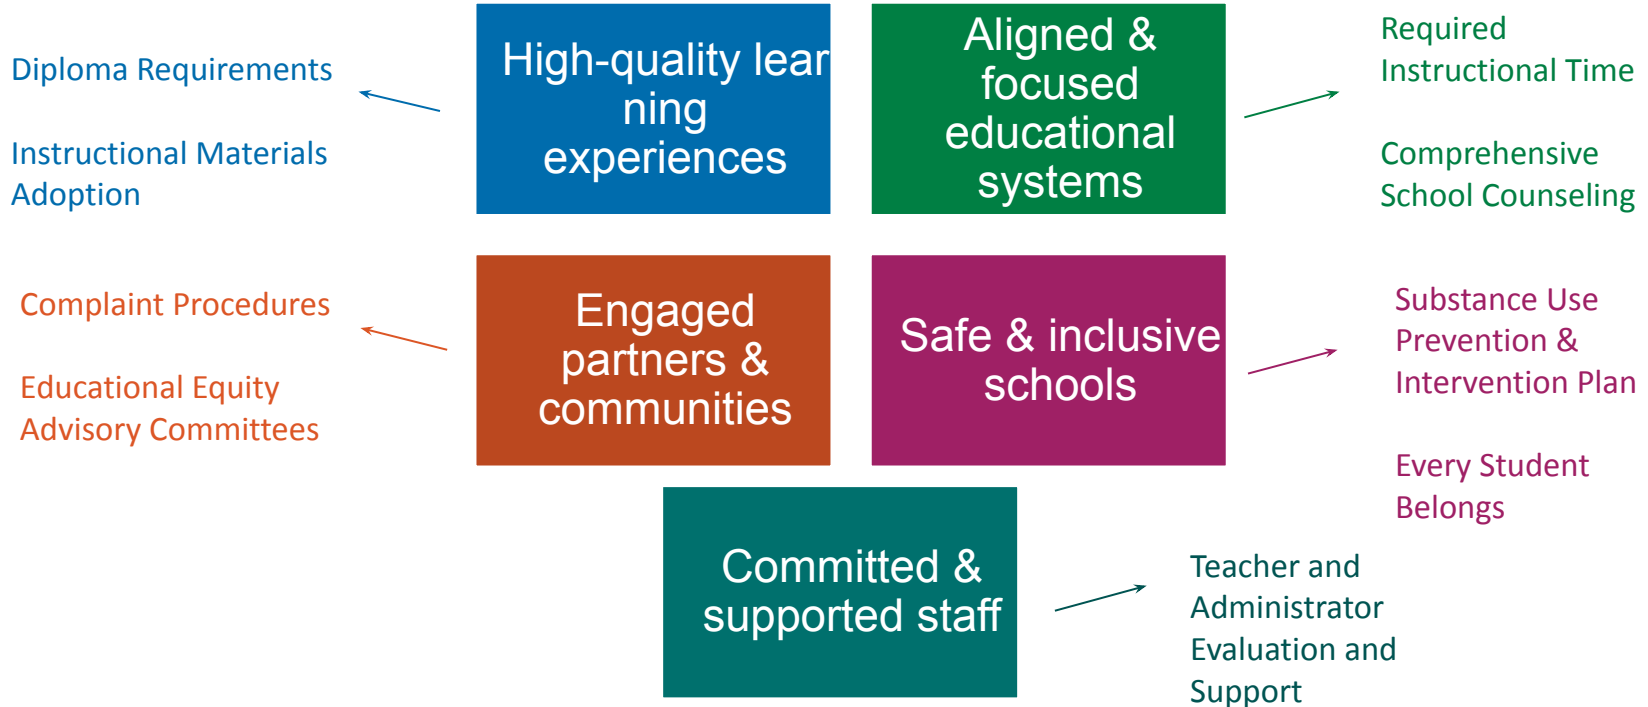 Diploma Requirements
Instructional Materials
Adoption
High-quality lear
ning
experiences
Aligned &
focused
educational
systems
Required
Instructional Time
Comprehensive
School Counseling
Complaint Procedures
Educational Equity
Advisory Committees
Engaged
partners &
communities
Safe & inclusive
schools
Substance Use
Prevention &
Intervention Plan
Every Student
Belongs
Committed &
supported staff
Teacher and
Administrator
Evaluation and
Support